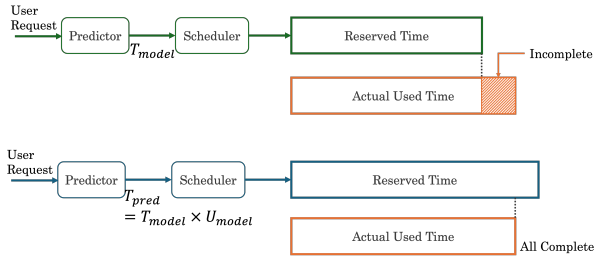 User
Request
Predictor
Scheduler
Reserved Time
T_model
Incomplete
Actual Used Time
User
Request
Predictor
Scheduler
Reserved Time
T_pred
= T_model × U_model
Actual Used Time
All Complete